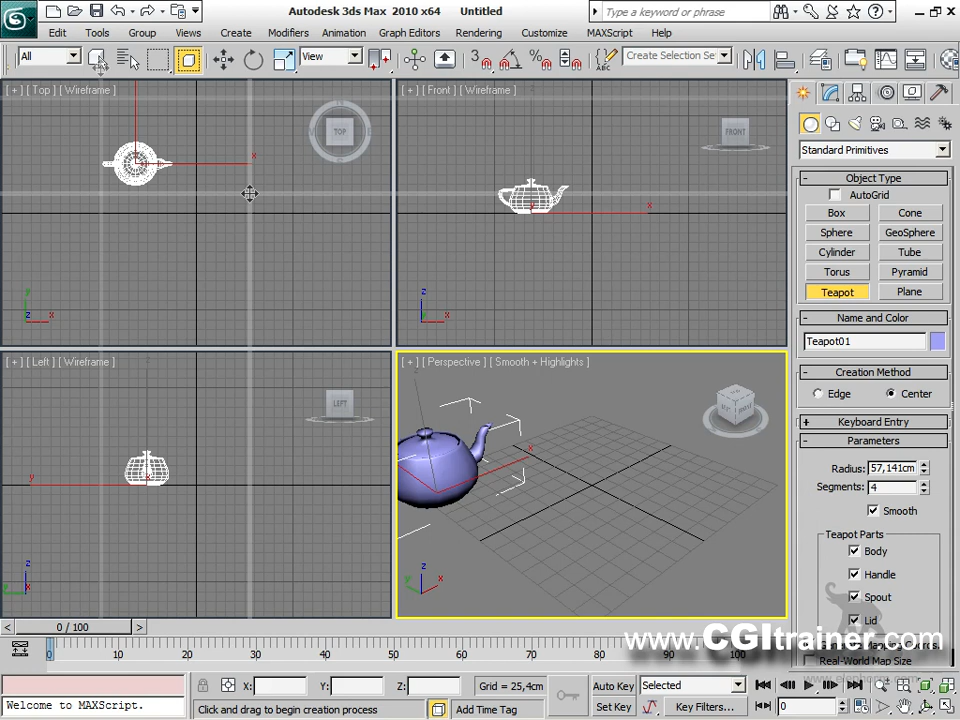 Autodesk 3ds Max 2010 x64 Untitled
Type a keyword or phrase
Edit Tools Group Views Create Modifiers Animation Graph Editors Rendering Customize MAXScript Help
All
View
3
Create Selection Se
[ + ] [ Top ] [ Wireframe ]
[ + ] [ Front ] [ Wireframe ]
TOP
FRONT
x
x
y
z
x
x
[ + ] [ Left ] [ Wireframe ]
[ + ] [ Perspective ] [ Smooth + Highlights ]
LEFT
y
x
z
z
x
Standard Primitives
Object Type
AutoGrid
Box Cone
Sphere GeoSphere
Cylinder Tube
Torus Pyramid
Teapot Plane
Name and Color
Teapot01
Creation Method
Edge Center
Keyboard Entry
Parameters
Radius: 57,141cm
Segments: 4
Smooth
Teapot Parts
Body
Handle
Spout
Lid
Real-World Map Size
0 / 100
0 10 20 30 40 50 60 70 80 90 100
www.CGItrainer.com
X: Y: Z: Grid = 25,4cm
Auto Key Selected
Welcome to MAXScript.
Click and drag to begin creation process
Add Time Tag
Set Key Key Filters...
0